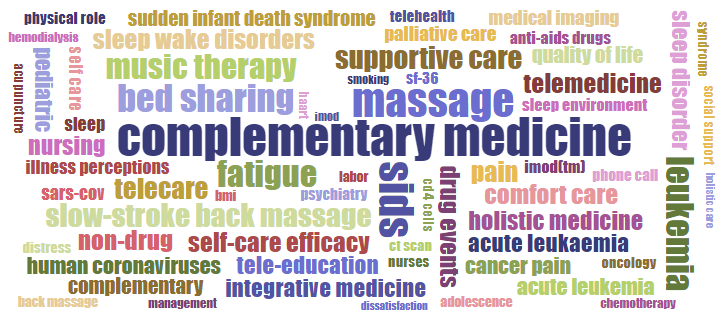 physical role
sudden infant death syndrome
telehealth
medical imaging
hemodialysis
sleep wake disorders
palliative care
anti-aids drugs
sleep disorder
syndrome
pediatric
self care
music therapy
supportive care
quality of life
acupuncture
smoking
sf-36
telemedicine
bed sharing
haart
massage
sleep environment
social support
sleep
imod
nursing
complementary medicine
illness perceptions
fatigue
labor
sids
pain
imod(tm)
phone call
leukemia
holistic care
sars-cov
telecare
bmi
psychiatry
cd4 cells
drug events
comfort care
slow-stroke back massage
holistic medicine
distress
non-drug
self-care efficacy
ct scan
acute leukaemia
human coronaviruses
tele-education
nurses
cancer pain
oncology
complementary
integrative medicine
acute leukemia
back massage
management
dissatisfaction
adolescence
chemotherapy